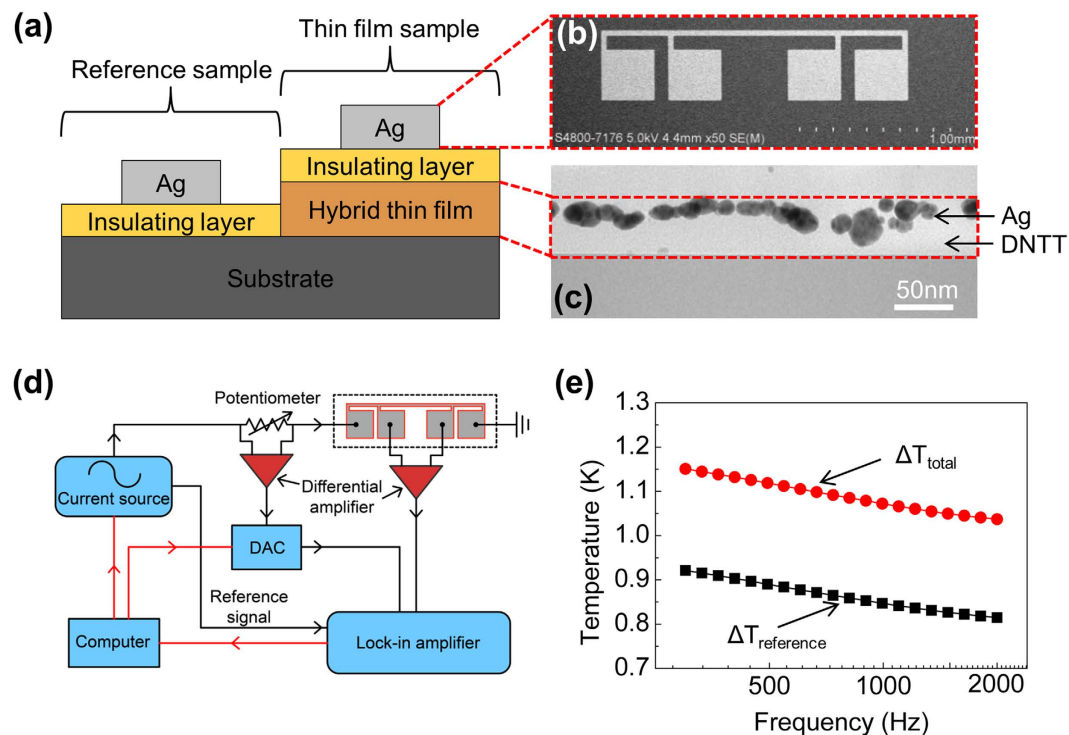 (a)
Thin film sample
Reference sample
Ag
Ag
Insulating layer
Insulating layer
Hybrid thin film
Substrate
(b)
S4800-7176 5.0kV 4.4mm x50 SE(M)
1.00mm
Ag
DNTT
(c)
50nm
(d)
Potentiometer
Current source
Differential
amplifier
DAC
Reference
signal
Computer
Lock-in amplifier
(e)
1.3
1.2
1.1
1.0
0.9
0.8
0.7
Temperature (K)
ΔTtotal
ΔTreference
500
1000
2000
Frequency (Hz)